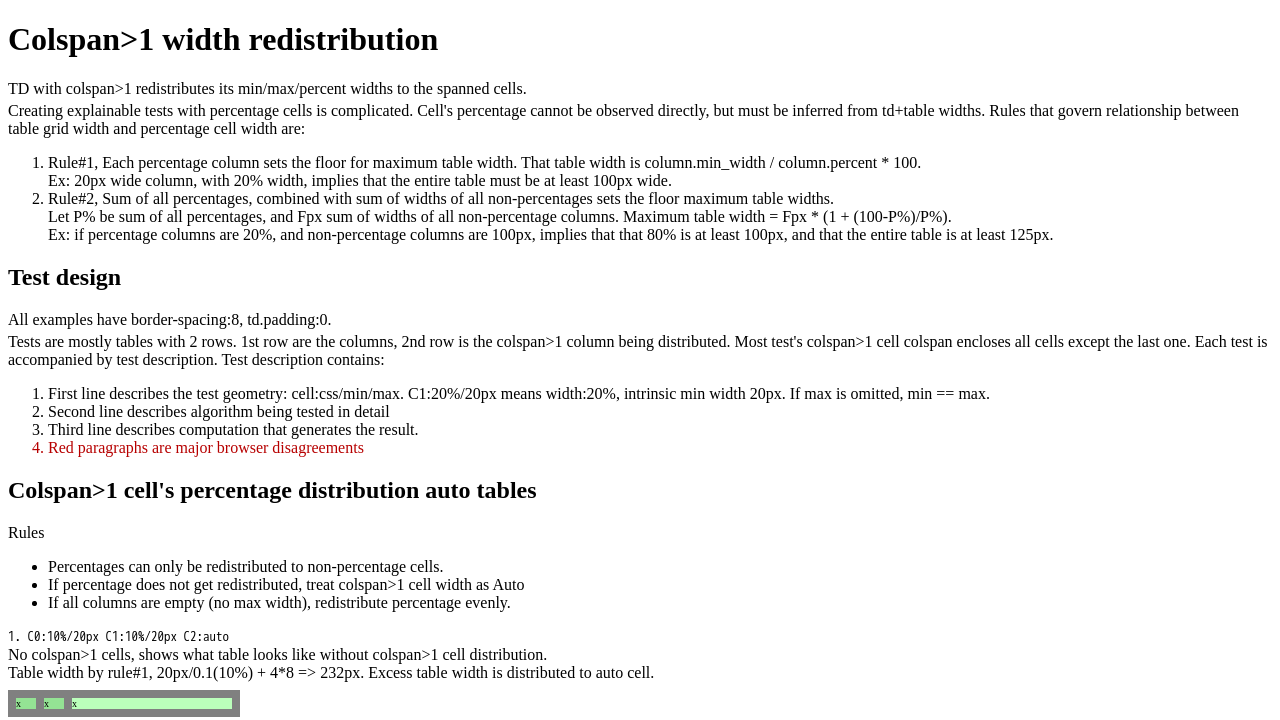 Colspan>1 width redistribution
TD with colspan>1 redistributes its min/max/percent widths to the spanned cells.
Creating explainable tests with percentage cells is complicated. Cell's percentage cannot be observed directly, but must be inferred from td+table widths. Rules that govern relationship between
table grid width and percentage cell width are:
1. Rule#1, Each percentage column sets the floor for maximum table width. That table width is column.min_width / column.percent * 100.
Ex: 20px wide column, with 20% width, implies that the entire table must be at least 100px wide.
2. Rule#2, Sum of all percentages, combined with sum of widths of all non-percentages sets the floor maximum table widths.
Let P% be sum of all percentages, and Fpx sum of widths of all non-percentage columns. Maximum table width = Fpx * (1 + (100-P%)/P%).
Ex: if percentage columns are 20%, and non-percentage columns are 100px, implies that that 80% is at least 100px, and that the entire table is at least 125px.
Test design
All examples have border-spacing:8, td.padding:0.
Tests are mostly tables with 2 rows. 1st row are the columns, 2nd row is the colspan>1 column being distributed. Most test's colspan>1 cell colspan encloses all cells except the last one. Each test is
accompanied by test description. Test description contains:
1. First line describes the test geometry: cell:css/min/max. C1:20%/20px means width:20%, intrinsic min width 20px. If max is omitted, min == max.
2. Second line describes algorithm being tested in detail
3. Third line describes computation that generates the result.
4. Red paragraphs are major browser disagreements
Colspan>1 cell's percentage distribution auto tables
Rules
• Percentages can only be redistributed to non-percentage cells.
• If percentage does not get redistributed, treat colspan>1 cell width as Auto
• If all columns are empty (no max width), redistribute percentage evenly.
1. C0:10%/20px C1:10%/20px C2:auto
No colspan>1 cells, shows what table looks like without colspan>1 cell distribution.
Table width by rule#1, 20px/0.1(10%) + 4*8 => 232px. Excess table width is distributed to auto cell.
x x x